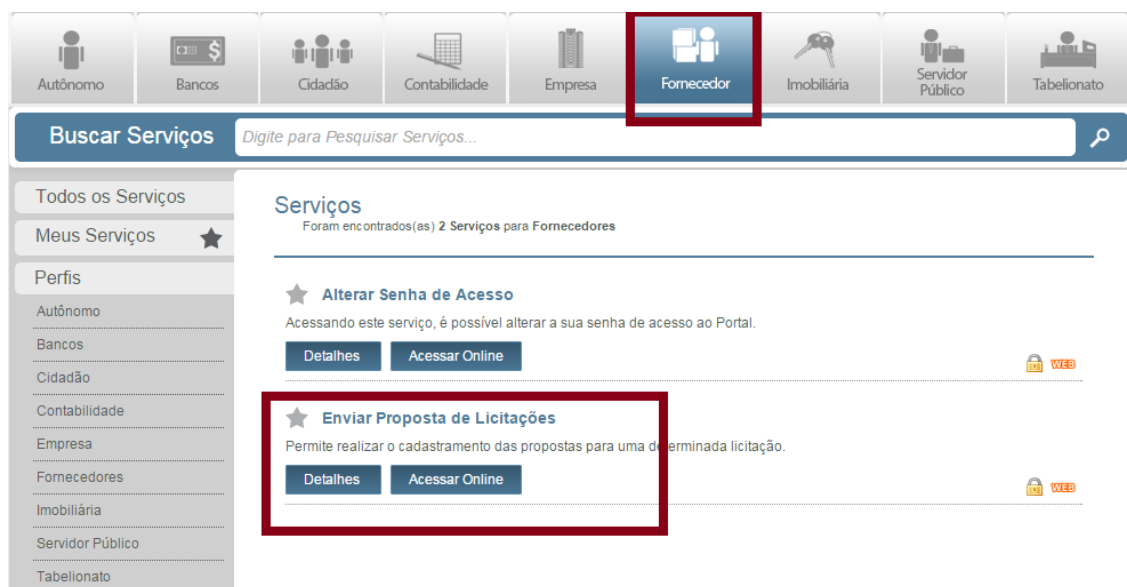 Autônomo
Bancos
Cidadão
Contabilidade
Empresa
Fornecedor
Imobiliária
Servidor
Público
Tabelionato
Buscar Serviços
Digite para Pesquisar Serviços...
Todos os Serviços
Meus Serviços
Perfis
Autônomo
Bancos
Cidadão
Contabilidade
Empresa
Fornecedores
Imobiliária
Servidor Público
Tabelionato
Serviços
Foram encontrados(as) 2 Serviços para Fornecedores
Alterar Senha de Acesso
Acessando este serviço, é possível alterar a sua senha de acesso ao Portal.
Detalhes
Acessar Online
WEB
Enviar Proposta de Licitações
Permite realizar o cadastramento das propostas para uma determinada licitação.
Detalhes
Acessar Online
WEB